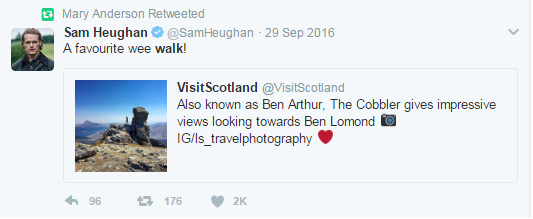 Mary Anderson Retweeted
Sam Heughan @SamHeughan · 29 Sep 2016
A favourite wee walk!
VisitScotland @VisitScotland
Also known as Ben Arthur, The Cobbler gives impressive
views looking towards Ben Lomond 📷
IG/ls_travelphotography ❤
96 176 2K